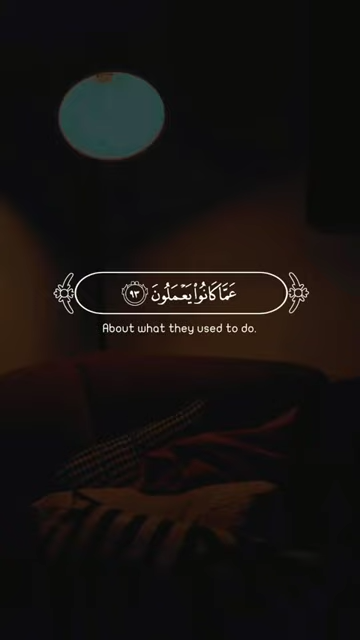 عَمَّا كَانُوا۟ يَعْمَلُونَ ٩٣
About what they used to do.